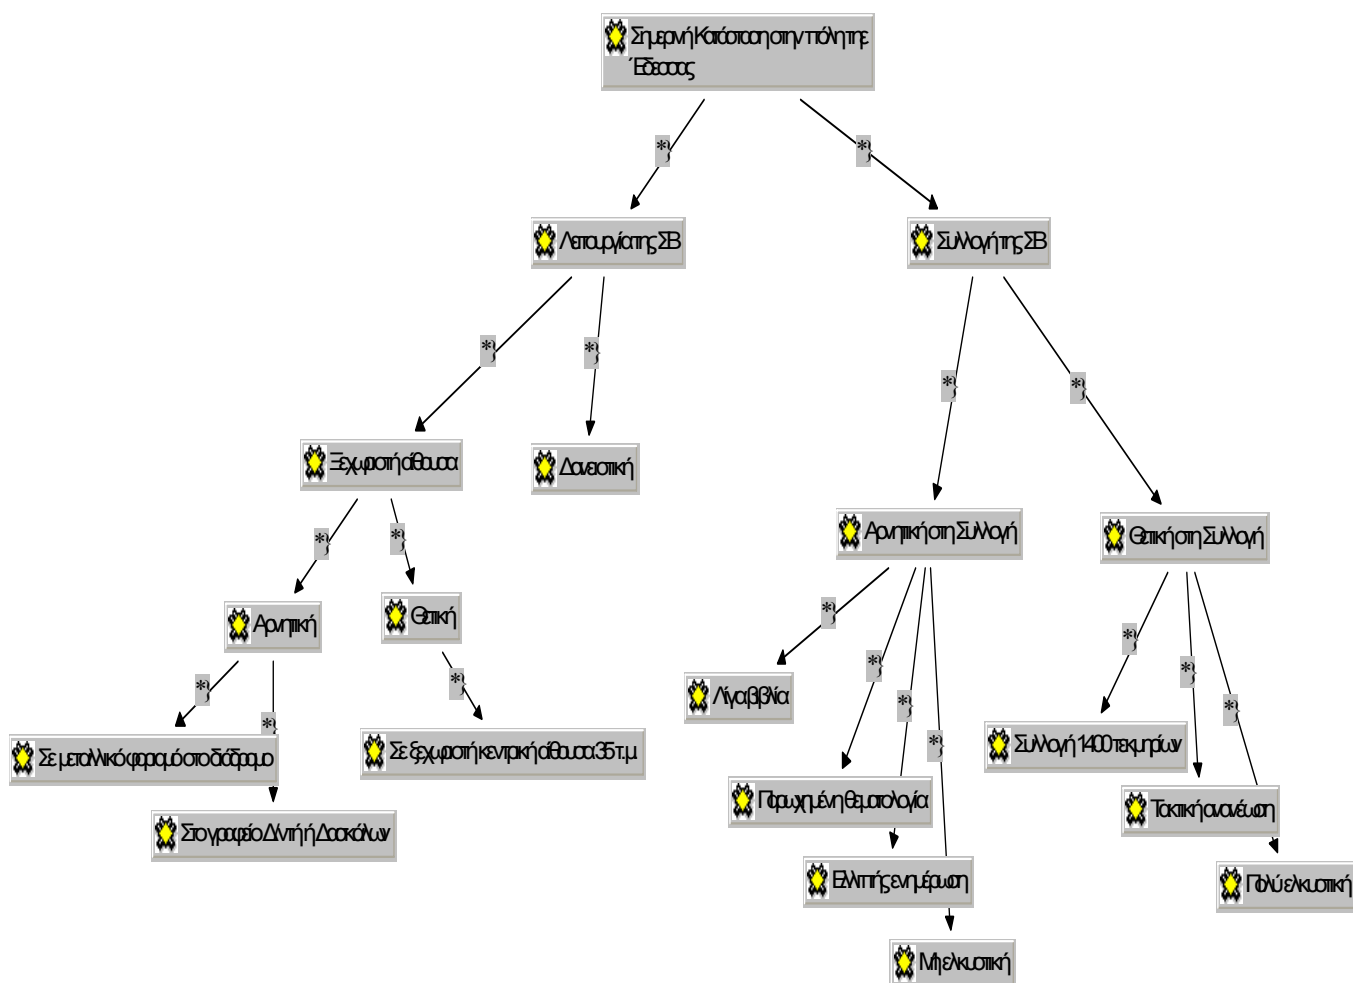 Σημερινή Κατάσταση στην πόλη της
Έδεσσας
*}
*}
Λειτουργία της ΣΒ
Συλλογή της ΣΒ
*}
*}
*}
*}
Ξεχωριστή αίθουσα
Δανειστική
Αρνητική στη Συλλογή
Θετική στη Συλλογή
*}
*}
Αρνητική
Θετική
*}
*}
*}
*}
*}
*}
*}
*}
*}
*}
Λίγα βιβλία
Σε μεταλλικό φοριαμό στο διάδρομο
Σε ξεχωριστή κεντρική αίθουσα 35 τ.μ
Συλλογή 1400 τεκμηρίων
Παρωχημένη θεματολογία
Τακτική ανανέωση
Στο γραφείο Δ/ντή ή Δασκάλων
Ελλιπής ενημέρωση
Πολύ ελκυστική
Μη ελκυστική